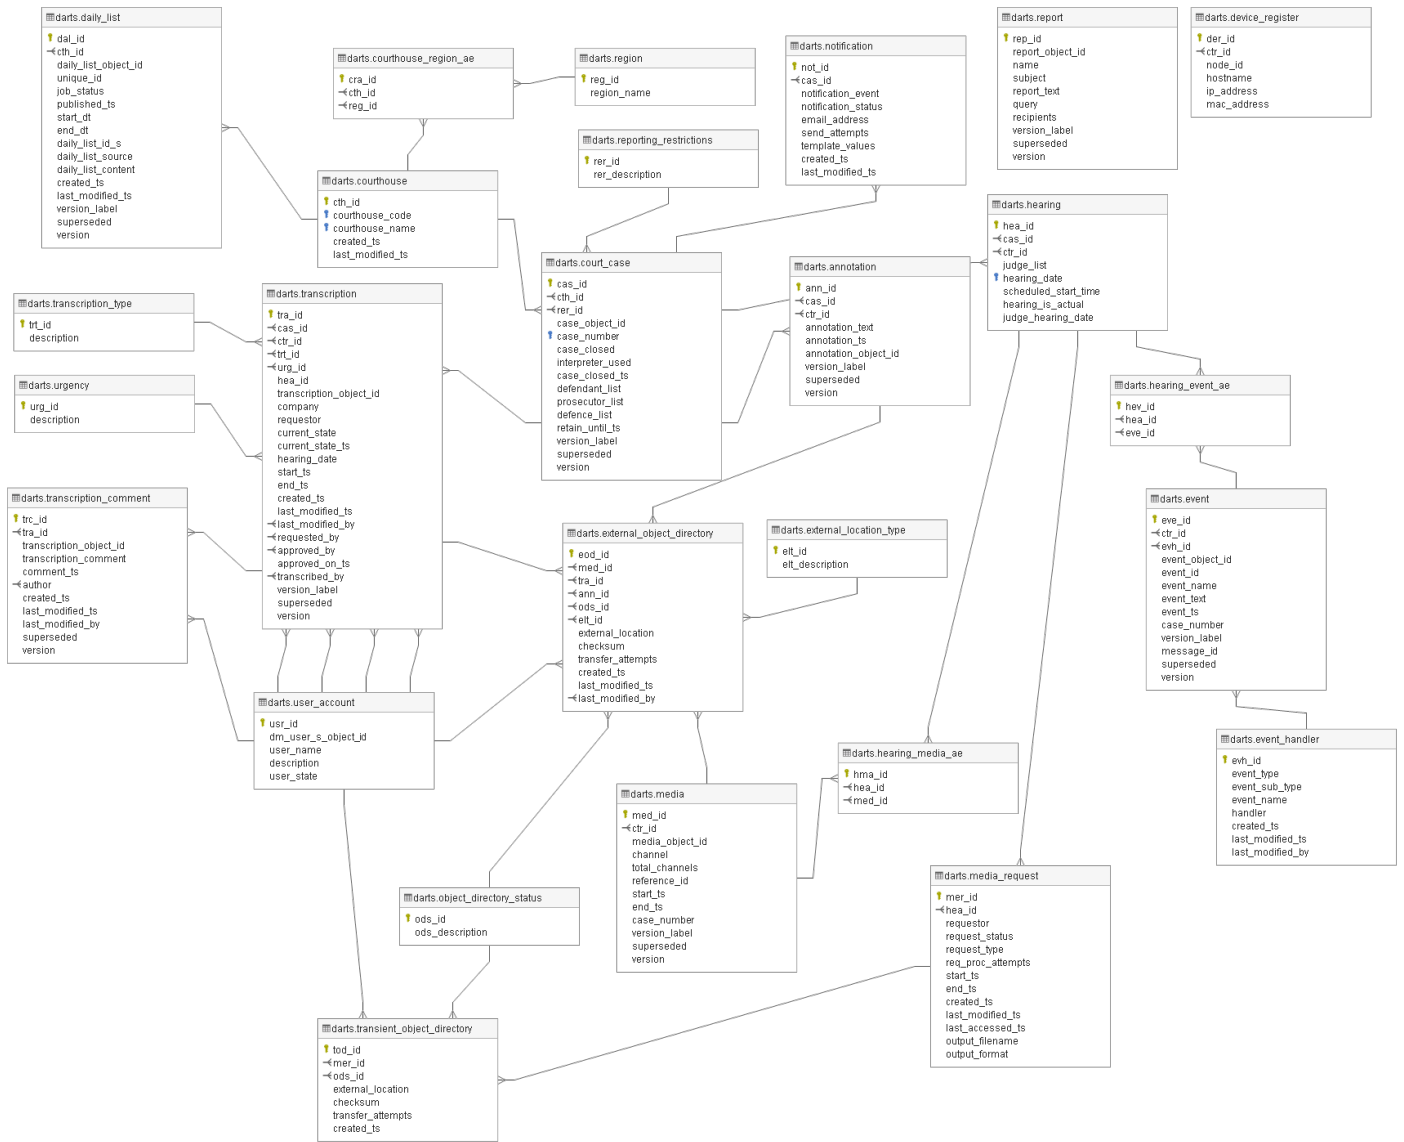 darts.daily_list
dal_id
cth_id
daily_list_object_id
unique_id
job_status
published_ts
start_dt
end_dt
daily_list_id_s
daily_list_source
daily_list_content
created_ts
last_modified_ts
version_label
superseded
version
darts.courthouse_region_ae
cra_id
cth_id
reg_id
darts.region
reg_id
region_name
darts.notification
not_id
cas_id
notification_event
notification_status
email_address
send_attempts
template_values
created_ts
last_modified_ts
darts.report
rep_id
report_object_id
name
subject
report_text
query
recipients
version_label
superseded
version
darts.device_register
der_id
ctr_id
node_id
hostname
ip_address
mac_address
darts.reporting_restrictions
rer_id
rer_description
darts.courthouse
cth_id
courthouse_code
courthouse_name
created_ts
last_modified_ts
darts.hearing
hea_id
cas_id
ctr_id
judge_list
hearing_date
scheduled_start_time
hearing_is_actual
judge_hearing_date
darts.court_case
cas_id
cth_id
rer_id
case_object_id
case_number
case_closed
interpreter_used
case_closed_ts
defendant_list
prosecutor_list
defence_list
retain_until_ts
version_label
superseded
version
darts.annotation
ann_id
cas_id
ctr_id
annotation_text
annotation_ts
annotation_object_id
version_label
superseded
version
darts.transcription_type
trt_id
description
darts.transcription
tra_id
cas_id
ctr_id
trt_id
urg_id
hea_id
transcription_object_id
company
requestor
current_state
current_state_ts
hearing_date
start_ts
end_ts
created_ts
last_modified_ts
last_modified_by
requested_by
approved_by
approved_on_ts
transcribed_by
version_label
superseded
version
darts.urgency
urg_id
description
darts.hearing_event_ae
hev_id
hea_id
eve_id
darts.transcription_comment
trc_id
tra_id
transcription_object_id
transcription_comment
comment_ts
author
created_ts
last_modified_ts
last_modified_by
superseded
version
darts.external_object_directory
eod_id
med_id
tra_id
ann_id
ods_id
elt_id
external_location
checksum
transfer_attempts
created_ts
last_modified_ts
last_modified_by
darts.external_location_type
elt_id
elt_description
darts.event
eve_id
ctr_id
evh_id
event_object_id
event_id
event_name
event_text
event_ts
case_number
version_label
message_id
superseded
version
darts.user_account
usr_id
dm_user_s_object_id
user_name
description
user_state
darts.event_handler
evh_id
event_type
event_sub_type
event_name
handler
created_ts
last_modified_ts
last_modified_by
darts.hearing_media_ae
hma_id
hea_id
med_id
darts.media
med_id
ctr_id
media_object_id
channel
total_channels
reference_id
start_ts
end_ts
case_number
version_label
superseded
version
darts.media_request
mer_id
hea_id
requestor
request_status
request_type
req_proc_attempts
start_ts
end_ts
created_ts
last_modified_ts
last_accessed_ts
output_filename
output_format
darts.object_directory_status
ods_id
ods_description
darts.transient_object_directory
tod_id
mer_id
ods_id
external_location
checksum
transfer_attempts
created_ts